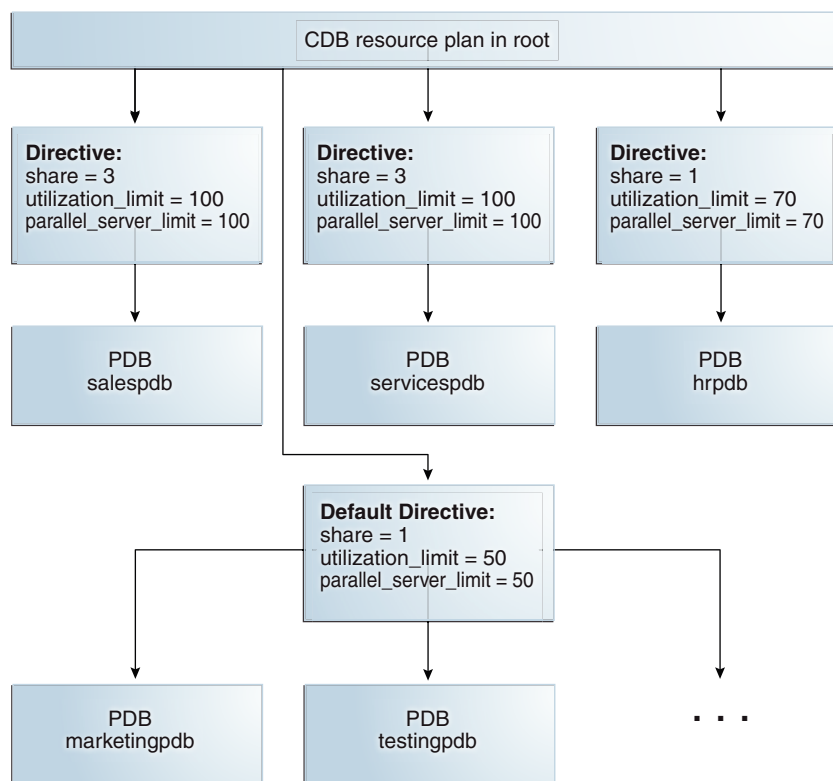 CDB resource plan in root
Directive:
share = 3
utilization_limit = 100
parallel_server_limit = 100
Directive:
share = 3
utilization_limit = 100
parallel_server_limit = 100
Directive:
share = 1
utilization_limit = 70
parallel_server_limit = 70
PDB
salespdb
PDB
servicespdb
PDB
hrpdb
Default Directive:
share = 1
utilization_limit = 50
parallel_server_limit = 50
PDB
marketingpdb
PDB
testingpdb
. . .